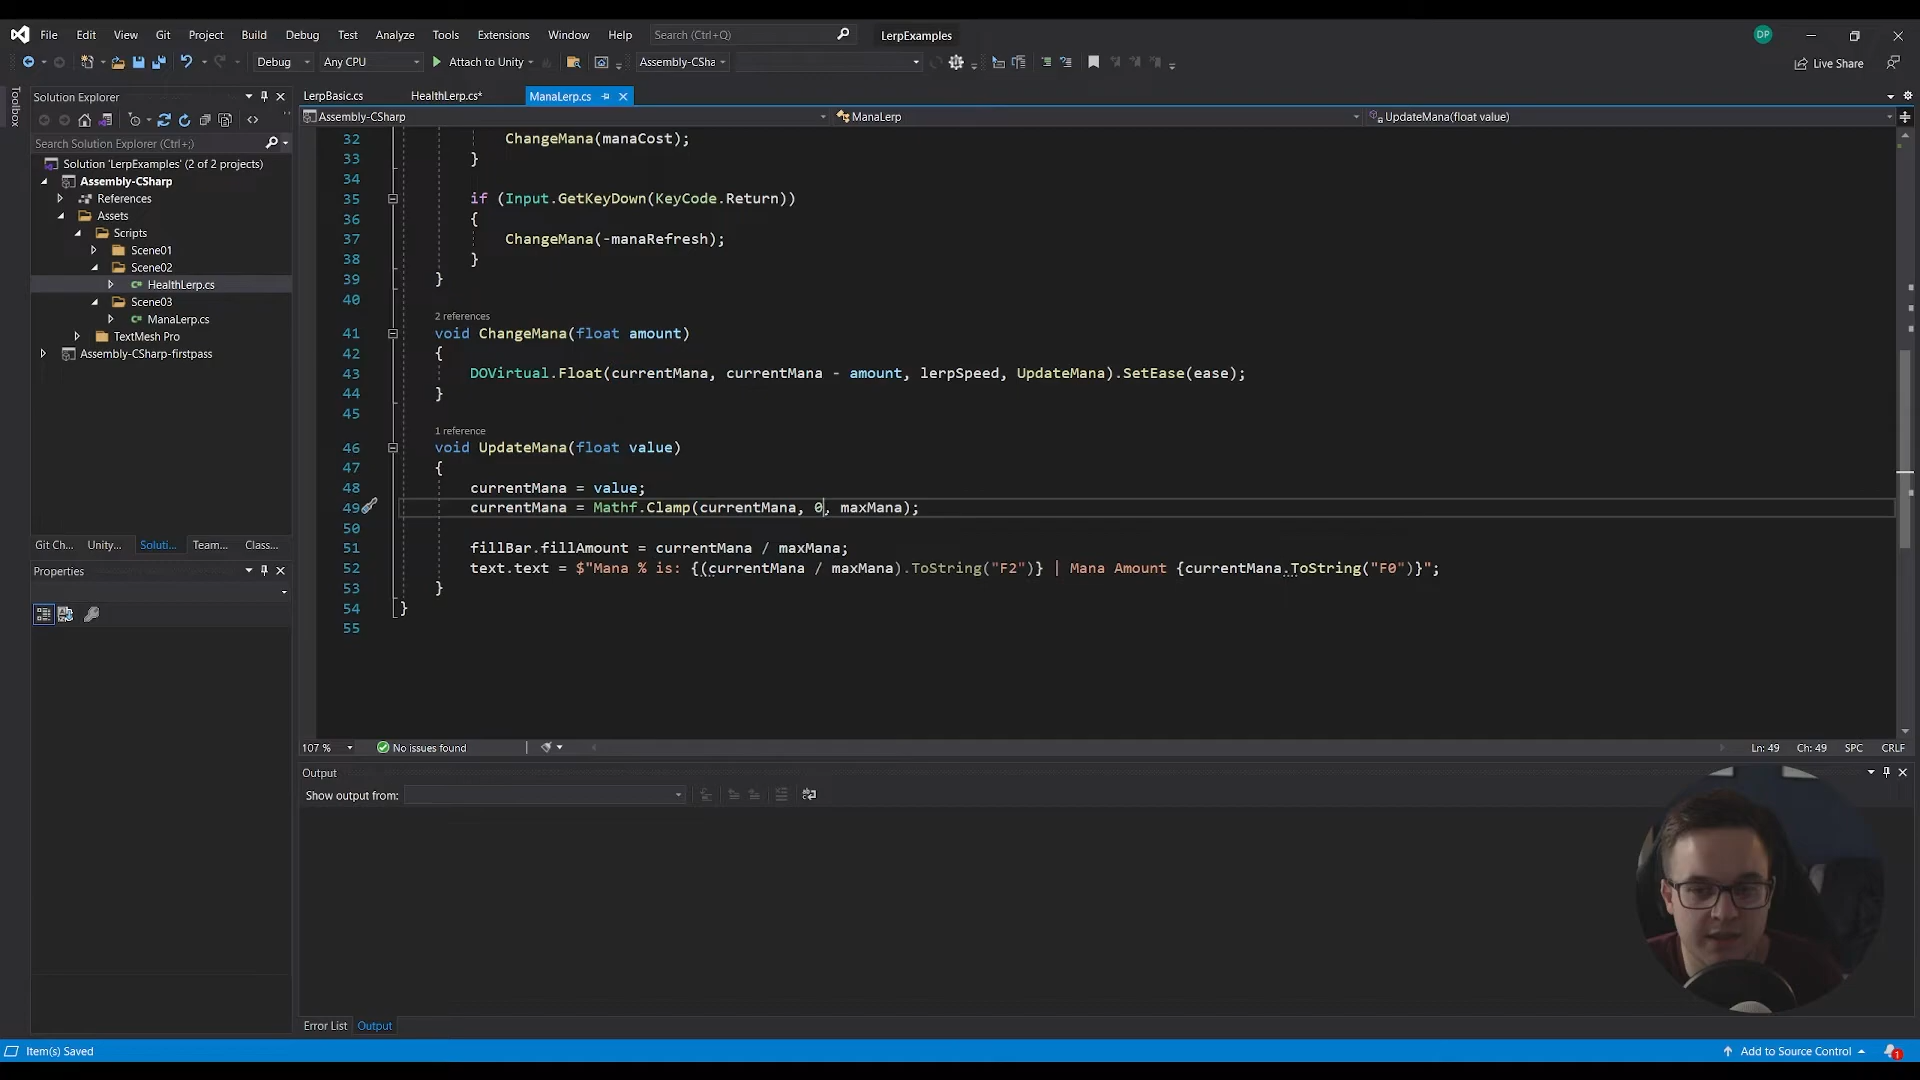 File Edit View Git Project Build Debug Test Analyze Tools Extensions Window Help Search (Ctrl+Q) LerpExamples DP
Debug Any CPU Attach to Unity Assembly-CSha Live Share
Toolbox
Solution Explorer
Search Solution Explorer (Ctrl+;)
Solution 'LerpExamples' (2 of 2 projects)
Assembly-CSharp
References
Assets
Scripts
Scene01
Scene02
HealthLerp.cs
Scene03
ManaLerp.cs
TextMesh Pro
Assembly-CSharp-firstpass
Git Ch... Unity... Soluti... Team... Class...
Properties
LerpBasic.cs HealthLerp.cs* ManaLerp.cs
Assembly-CSharp ManaLerp UpdateMana(float value)
32 ChangeMana(manaCost);
33 }
34
35 if (Input.GetKeyDown(KeyCode.Return))
36 {
37 ChangeMana(-manaRefresh);
38 }
39 }
40
2 references
41 void ChangeMana(float amount)
42 {
43 DOVirtual.Float(currentMana, currentMana - amount, lerpSpeed, UpdateMana).SetEase(ease);
44 }
45
1 reference
46 void UpdateMana(float value)
47 {
48 currentMana = value;
49 currentMana = Mathf.Clamp(currentMana, 0, maxMana);
50
51 fillBar.fillAmount = currentMana / maxMana;
52 text.text = $"Mana % is: {(currentMana / maxMana).ToString("F2")} | Mana Amount {currentMana.ToString("F0")}";
53 }
54 }
55
107 % No issues found Ln: 49 Ch: 49 SPC CRLF
Output
Show output from:
Error List Output
Item(s) Saved Add to Source Control 1